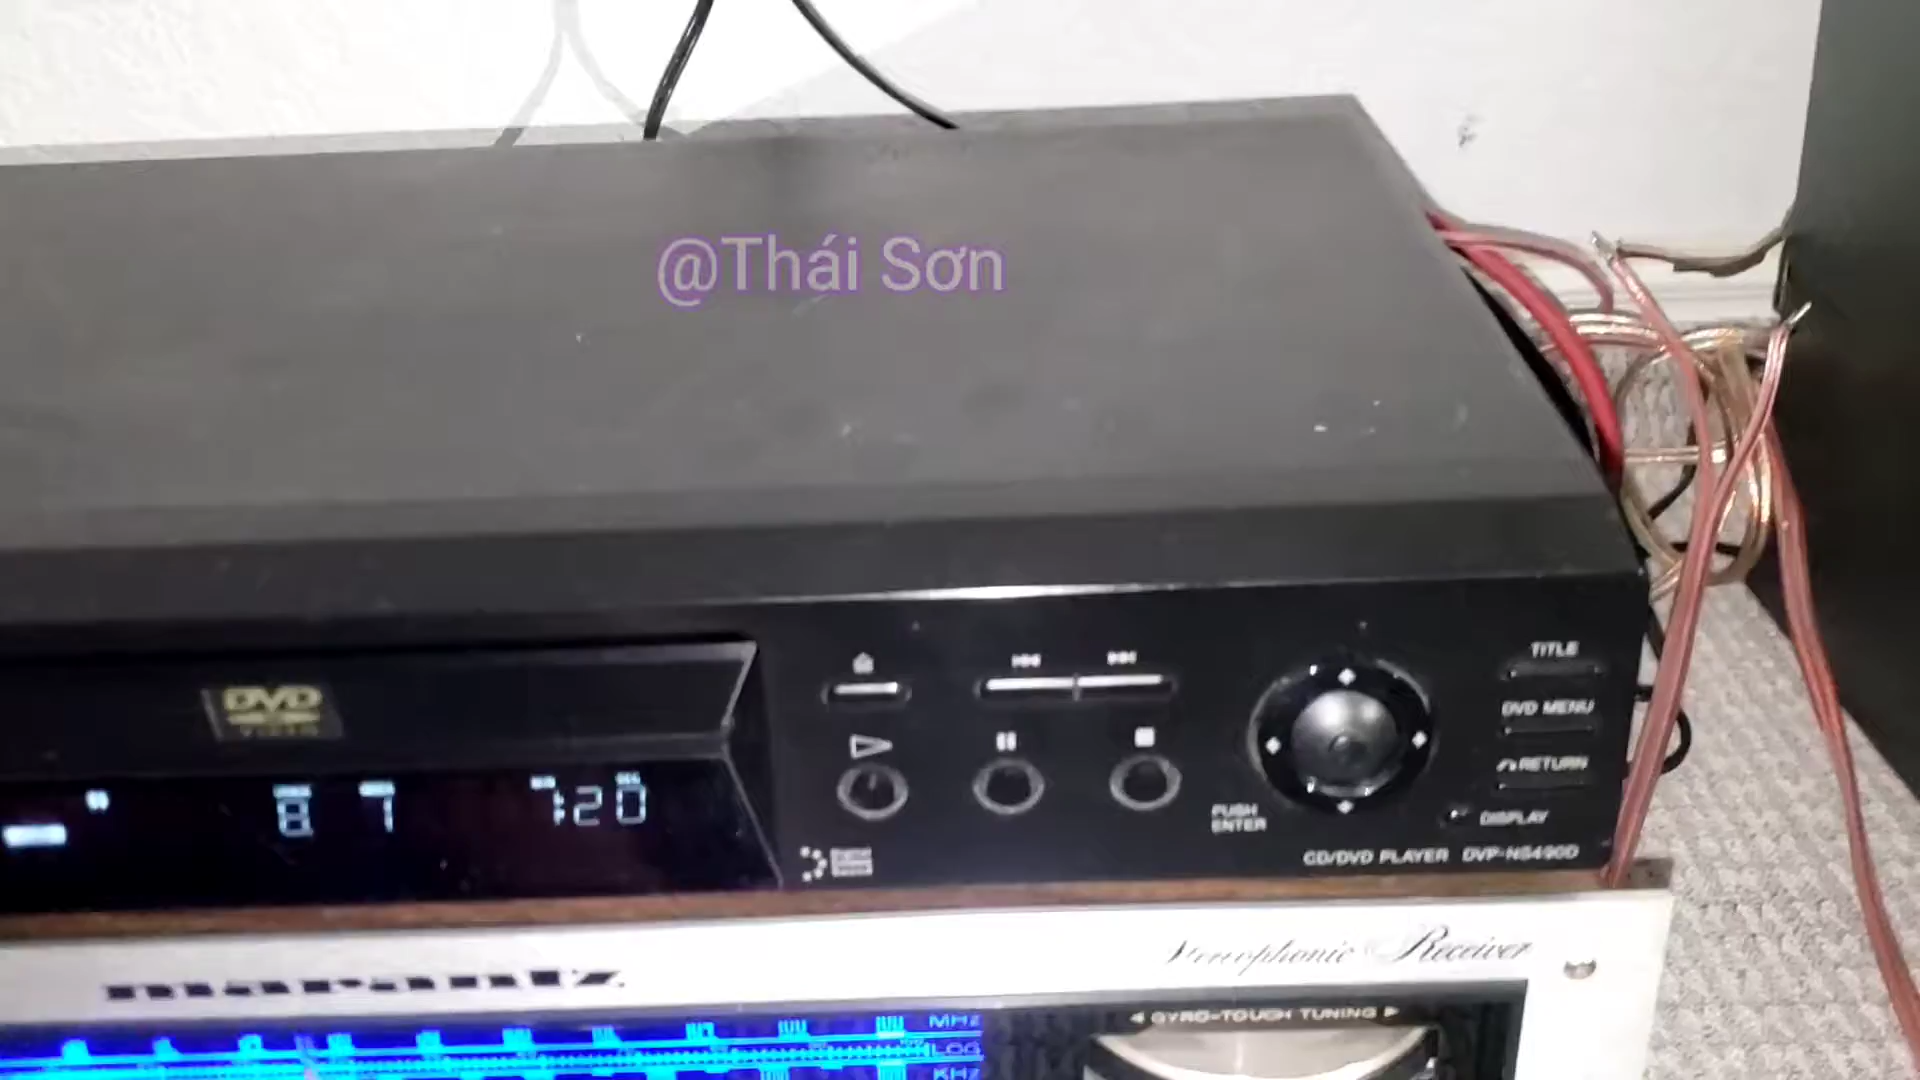 @Thái Sơn
TITLE
DVD
VIDEO
DVD MENU
RETURN
8 7 7:20
PUSH
ENTER
DISPLAY
CD/DVD PLAYER DVP-NS490D
marantz
Stereophonic Receiver
GYRO-TOUCH TUNING
MHz
LOG
KHz